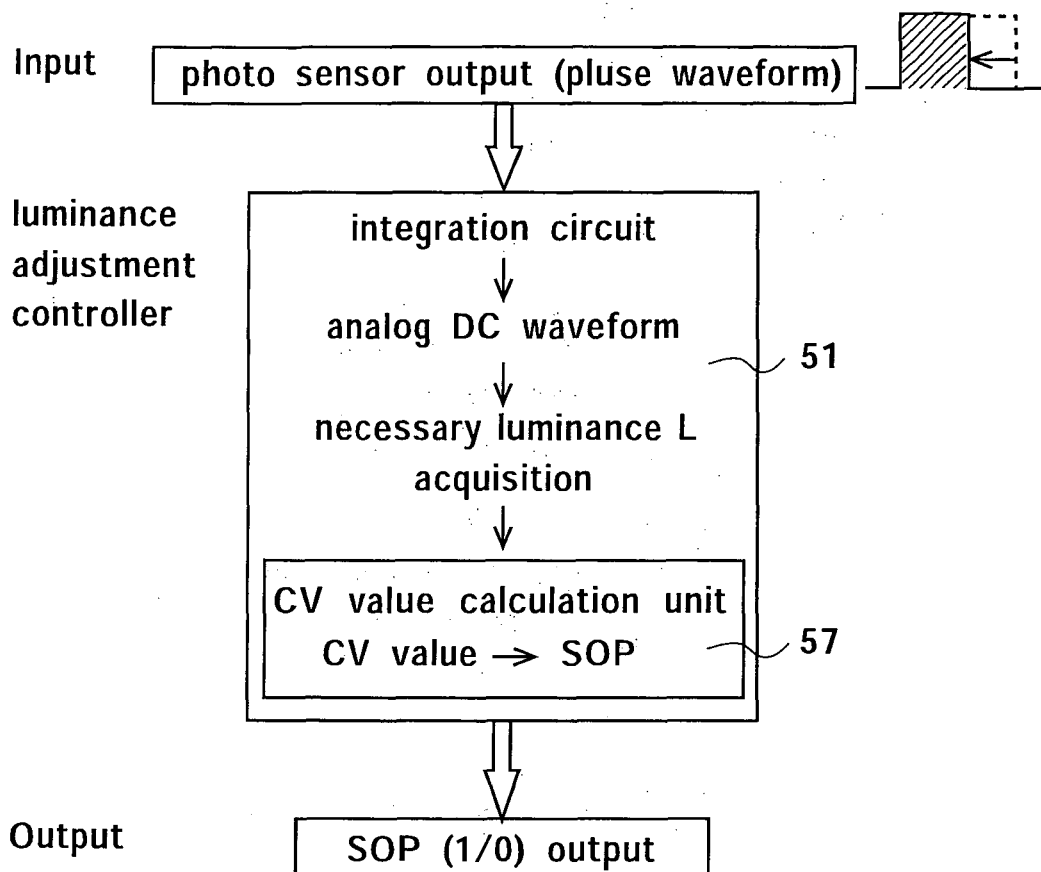 Input
photo sensor output (pluse waveform)
luminance
adjustment
controller
integration circuit
analog DC waveform
51
necessary luminance L
acquisition
CV value calculation unit
CV value → SOP
57
Output
SOP (1/0) output